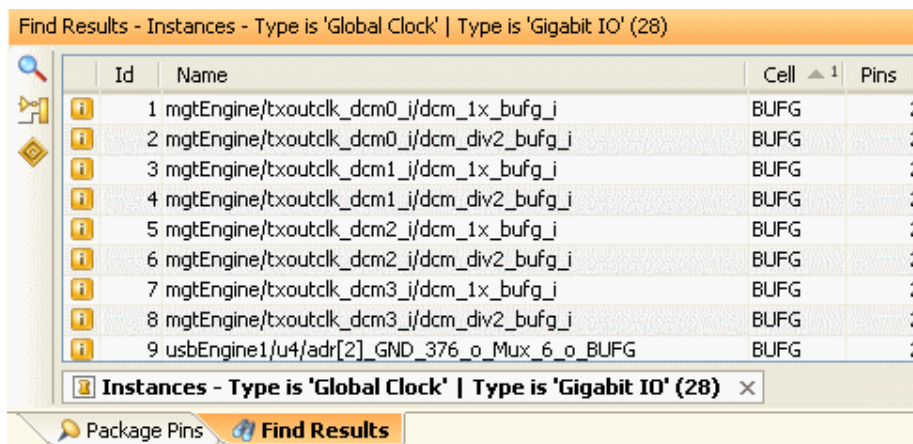 Find Results - Instances - Type is 'Global Clock' | Type is 'Gigabit IO' (28)
Id Name Cell 1 Pins
1 mgtEngine/txoutclk_dcm0_i/dcm_1x_bufg_i BUFG
2 mgtEngine/txoutclk_dcm0_i/dcm_div2_bufg_i BUFG
3 mgtEngine/txoutclk_dcm1_i/dcm_1x_bufg_i BUFG
4 mgtEngine/txoutclk_dcm1_i/dcm_div2_bufg_i BUFG
5 mgtEngine/txoutclk_dcm2_i/dcm_1x_bufg_i BUFG
6 mgtEngine/txoutclk_dcm2_i/dcm_div2_bufg_i BUFG
7 mgtEngine/txoutclk_dcm3_i/dcm_1x_bufg_i BUFG
8 mgtEngine/txoutclk_dcm3_i/dcm_div2_bufg_i BUFG
9 usbEngine1/u4/adr[2]_GND_376_o_Mux_6_o_BUFG BUFG
Instances - Type is 'Global Clock' | Type is 'Gigabit IO' (28)
Package Pins Find Results